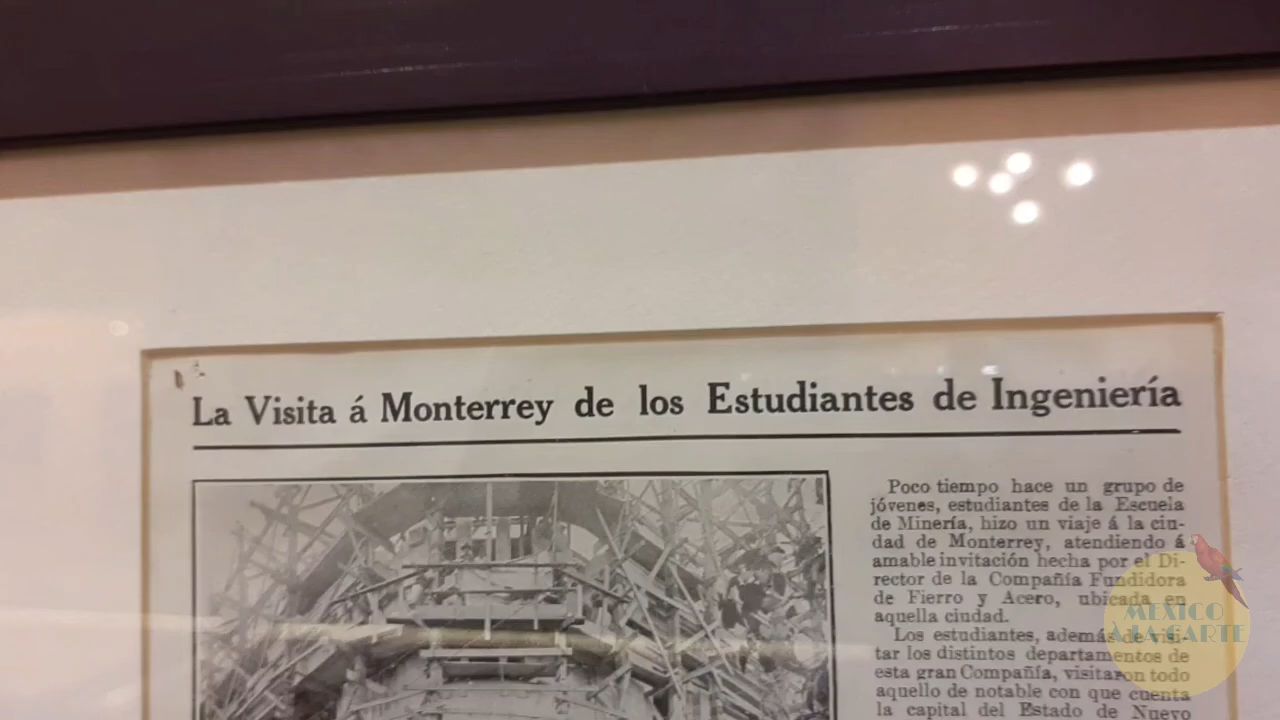 La Visita á Monterrey de los Estudiantes de Ingeniería
Poco tiempo hace un grupo de
jóvenes, estudiantes de la Escuela
de Minería, hizo un viaje á la ciu-
dad de Monterrey, atendiendo á
amable invitación hecha por el Di-
rector de la Compañía Fundidora
de Fierro y Acero, ubicada en
aquella ciudad.
Los estudiantes, además de visi-
tar los distintos departamentos de
esta gran Compañía, visitaron todo
aquello de notable con que cuenta
la capital del Estado de Nuevo
MEXICO
A LA CARTE